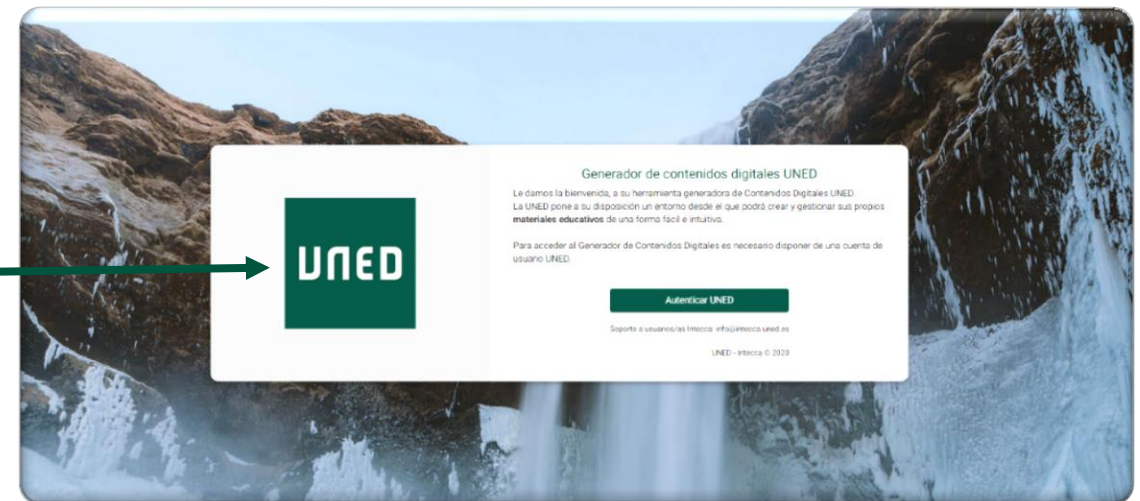 UNED
Generador de contenidos digitales UNED
Le damos la bienvenida, a su herramienta generadora de Contenidos Digitales UNED.
La UNED pone a su disposición un entorno desde el que podrá crear y gestionar sus propios
materiales educativos de una forma fácil e intuitiva.
Para acceder al Generador de Contenidos Digitales es necesario disponer de una cuenta de
usuario UNED.
Autenticar UNED
Soporte a usuarios/as Intecca info@intecca.uned.es
UNED - Intecca © 2020